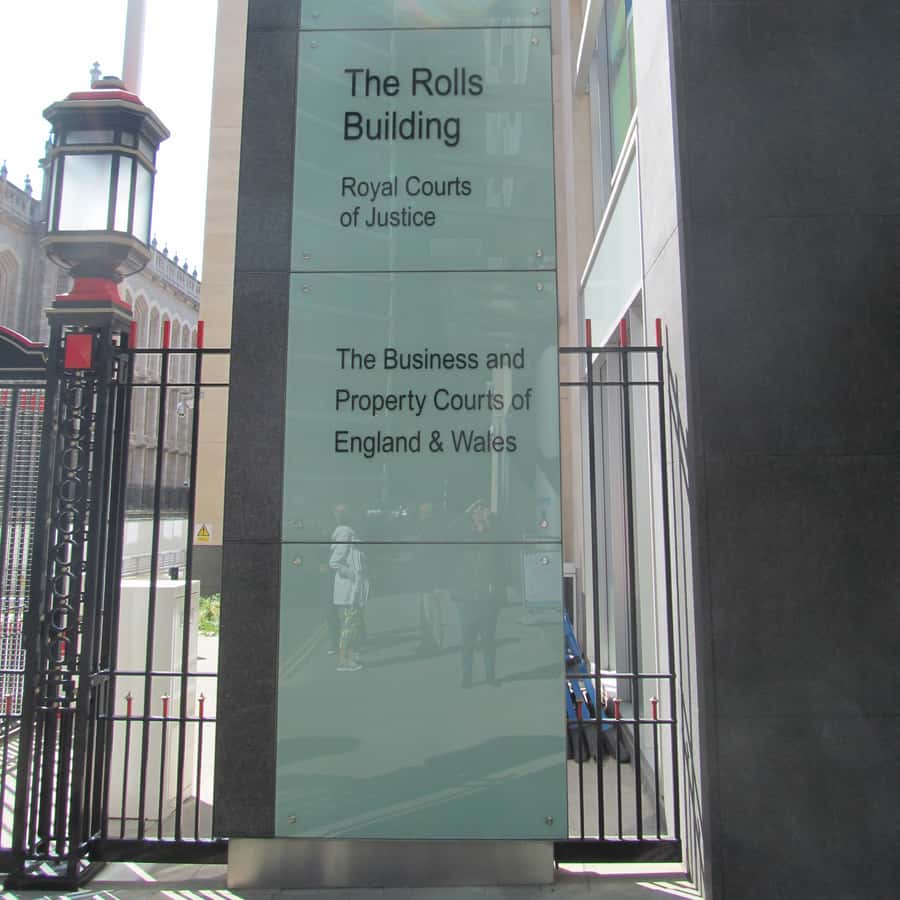 The Rolls
Building
Royal Courts
of Justice
The Business and
Property Courts of
England & Wales